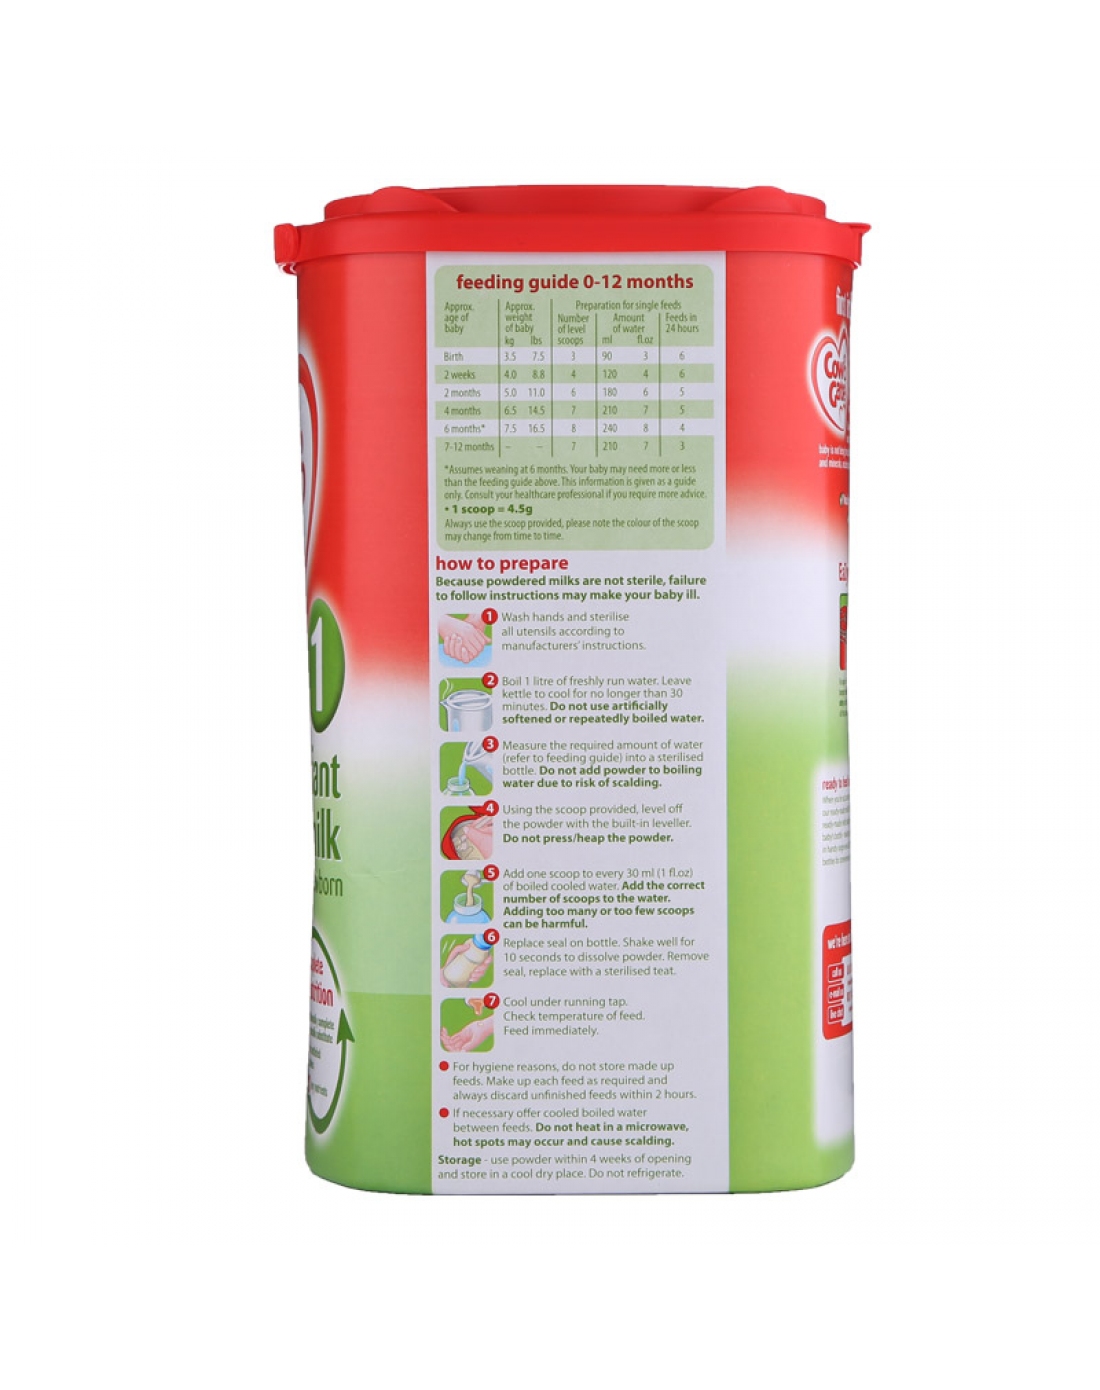 feeding guide 0-12 months
Approx. age of baby | Approx. weight of baby kg lbs | Preparation for single feeds: Number of level scoops | Amount of water ml fl.oz | Feeds in 24 hours
Birth 3.5 7.5 3 90 3 6
2 weeks 4.0 8.8 4 120 4 6
2 months 5.0 11.0 6 180 6 5
4 months 6.5 14.5 7 210 7 5
6 months* 7.5 16.5 8 240 8 4
7-12 months – – 7 210 7 3
*Assumes weaning at 6 months. Your baby may need more or less
than the feeding guide above. This information is given as a guide
only. Consult your healthcare professional if you require more advice.
• 1 scoop = 4.5g
Always use the scoop provided, please note the colour of the scoop
may change from time to time.
how to prepare
Because powdered milks are not sterile, failure
to follow instructions may make your baby ill.
1 Wash hands and sterilise
all utensils according to
manufacturers' instructions.
2 Boil 1 litre of freshly run water. Leave
kettle to cool for no longer than 30
minutes. Do not use artificially
softened or repeatedly boiled water.
3 Measure the required amount of water
(refer to feeding guide) into a sterilised
bottle. Do not add powder to boiling
water due to risk of scalding.
4 Using the scoop provided, level off
the powder with the built-in leveller.
Do not press/heap the powder.
5 Add one scoop to every 30 ml (1 fl.oz)
of boiled cooled water. Add the correct
number of scoops to the water.
Adding too many or too few scoops
can be harmful.
6 Replace seal on bottle. Shake well for
10 seconds to dissolve powder. Remove
seal, replace with a sterilised teat.
7 Cool under running tap.
Check temperature of feed.
Feed immediately.
• For hygiene reasons, do not store made up
feeds. Make up each feed as required and
always discard unfinished feeds within 2 hours.
• If necessary offer cooled boiled water
between feeds. Do not heat in a microwave,
hot spots may occur and cause scalding.
Storage - use powder within 4 weeks of opening
and store in a cool dry place. Do not refrigerate.
1
ant
ilk
born
Cow
Gate
we're here
call us
e-mail
live chat